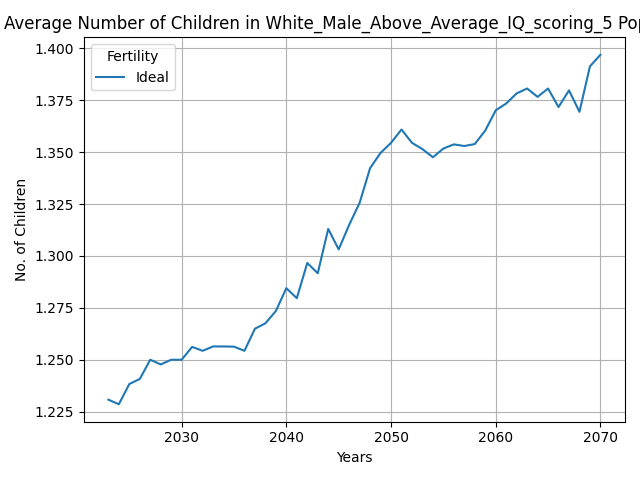 Average Number of Children in White_Male_Above_Average_IQ_scoring_5 Pop
1.400
1.375
1.350
1.325
1.300
1.275
1.250
1.225
No. of Children
Fertility
Ideal
2030 2040 2050 2060 2070
Years